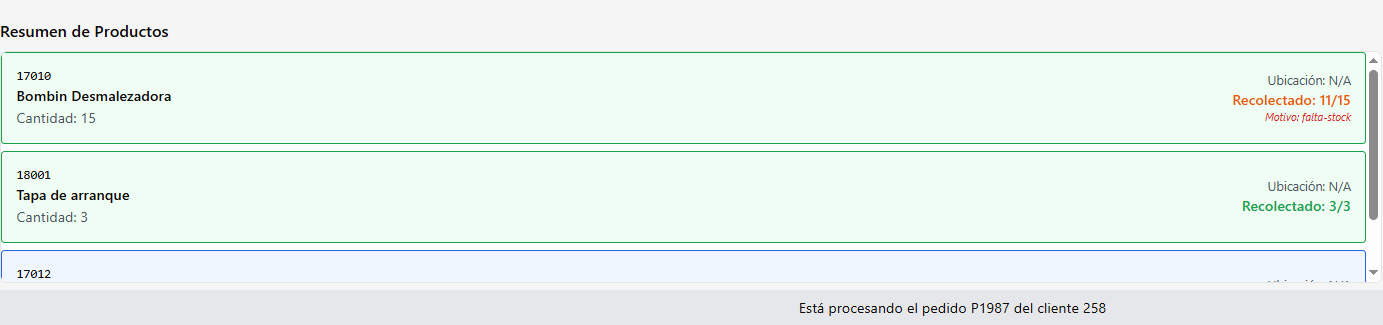 Resumen de Productos
17010
Bombin Desmalezadora
Cantidad: 15
Ubicación: N/A
Recolectado: 11/15
Motivo: falta-stock
18001
Tapa de arranque
Cantidad: 3
Ubicación: N/A
Recolectado: 3/3
17012
Está procesando el pedido P1987 del cliente 258